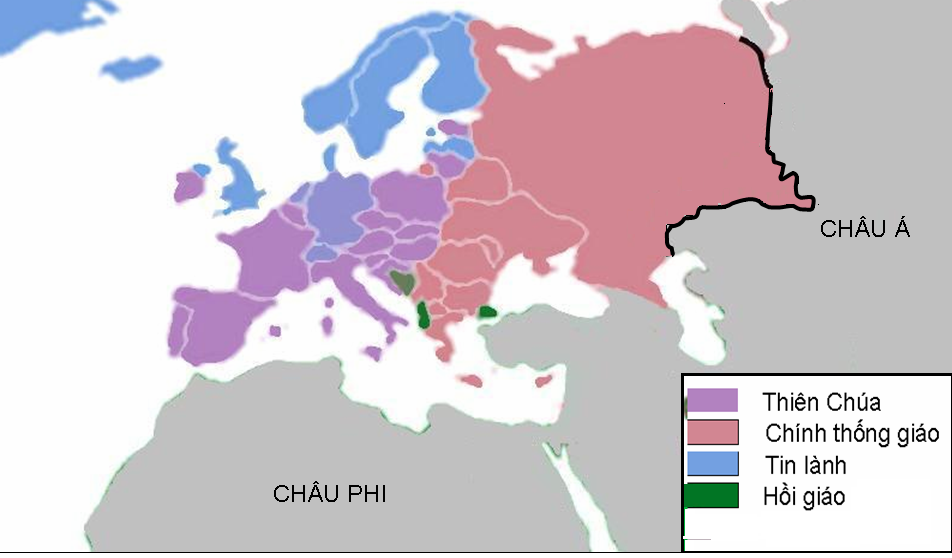 CHÂU Á
CHÂU PHI
Thiên Chúa
Chính thống giáo
Tin lành
Hồi giáo